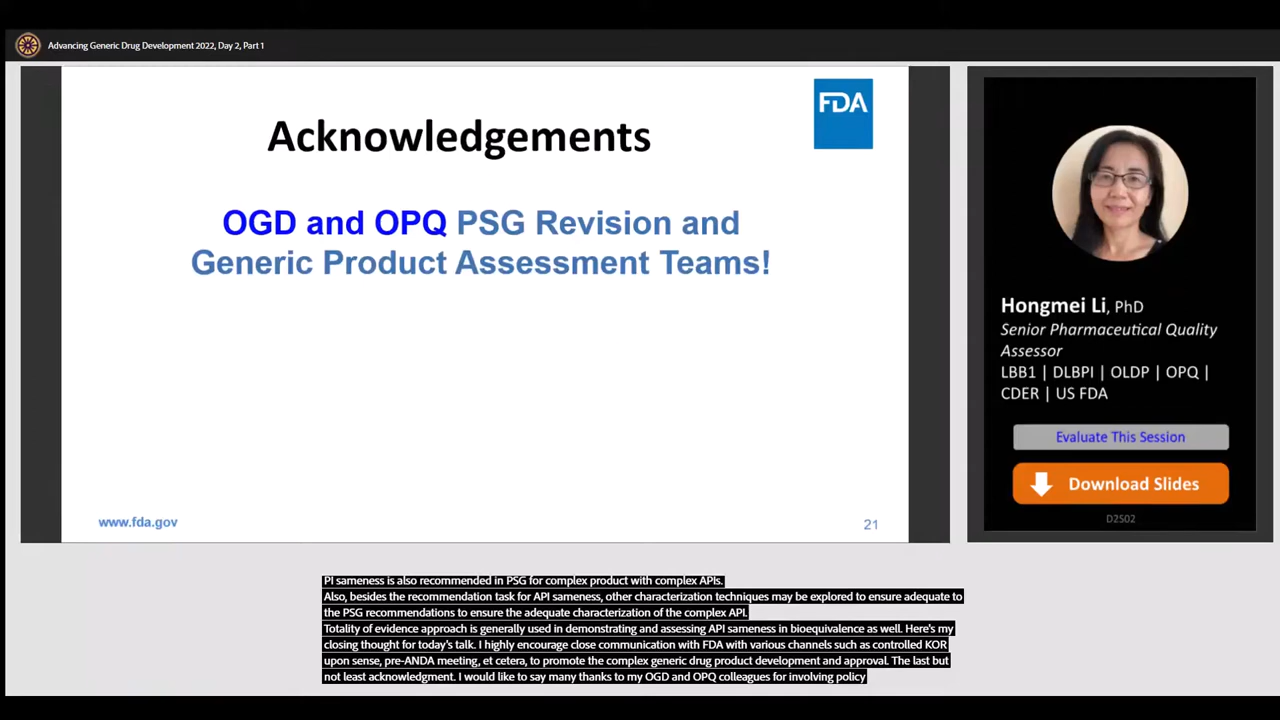 Advancing Generic Drug Development 2022, Day 2, Part 1
FDA
Acknowledgements
OGD and OPQ PSG Revision and
Generic Product Assessment Teams!
www.fda.gov
21
Hongmei Li, PhD
Senior Pharmaceutical Quality
Assessor
LBB1 | DLBPI | OLDP | OPQ |
CDER | US FDA
Evaluate This Session
Download Slides
D2S02
PI sameness is also recommended in PSG for complex product with complex APIs.
Also, besides the recommendation task for API sameness, other characterization techniques may be explored to ensure adequate to
the PSG recommendations to ensure the adequate characterization of the complex API.
Totality of evidence approach is generally used in demonstrating and assessing API sameness in bioequivalence as well. Here's my
closing thought for today's talk. I highly encourage close communication with FDA with various channels such as controlled KOR
upon sense, pre-ANDA meeting, et cetera, to promote the complex generic drug product development and approval. The last but
not least acknowledgment. I would like to say many thanks to my OGD and OPQ colleagues for involving policy